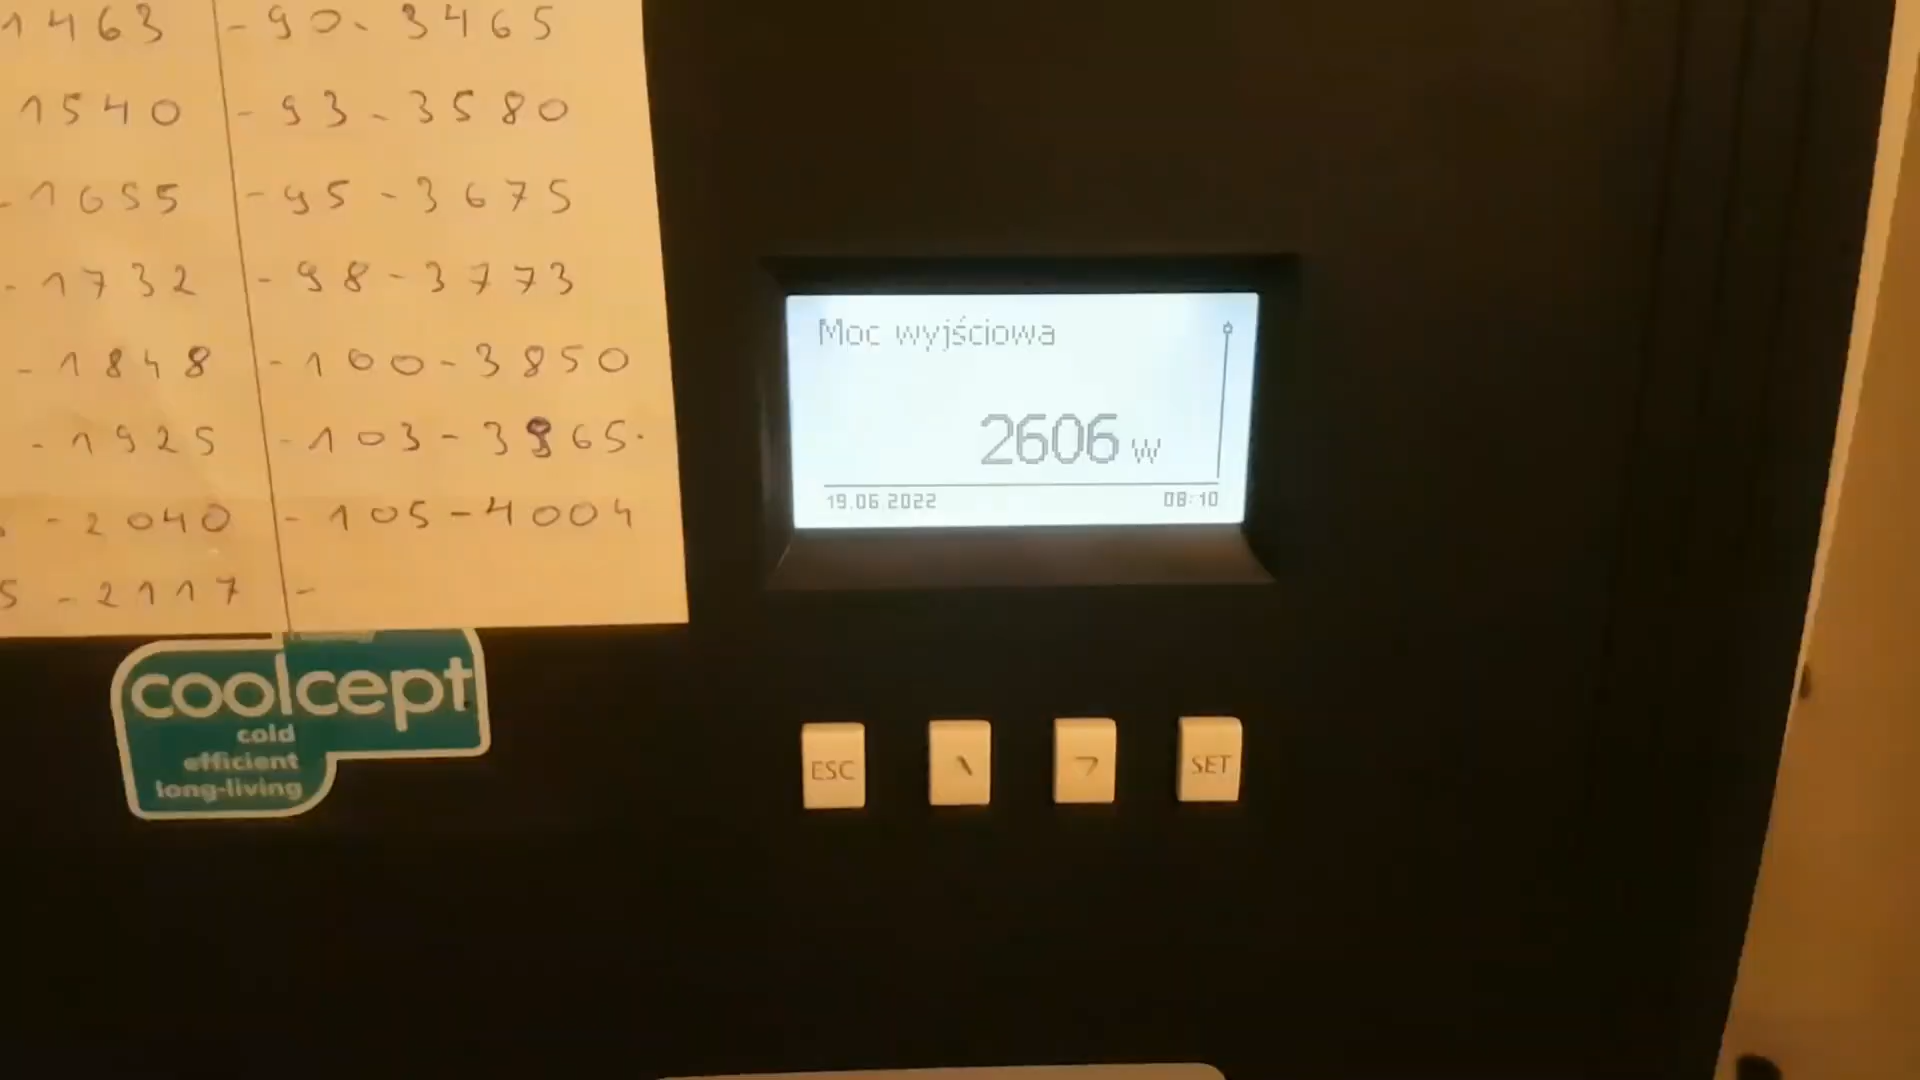 1463 - 90 - 3465
1540 - 93 - 3580
- 1655 - 95 - 3675
- 1732 - 98 - 3773
- 1848 - 100 - 3850
- 1925 - 103 - 3865.
- 2040 - 105 - 4004
5 - 2117 -
Moc wyjściowa
2606 W
19.06.2022 08:10
coolcept
cold
efficient
long-living
ESC SET